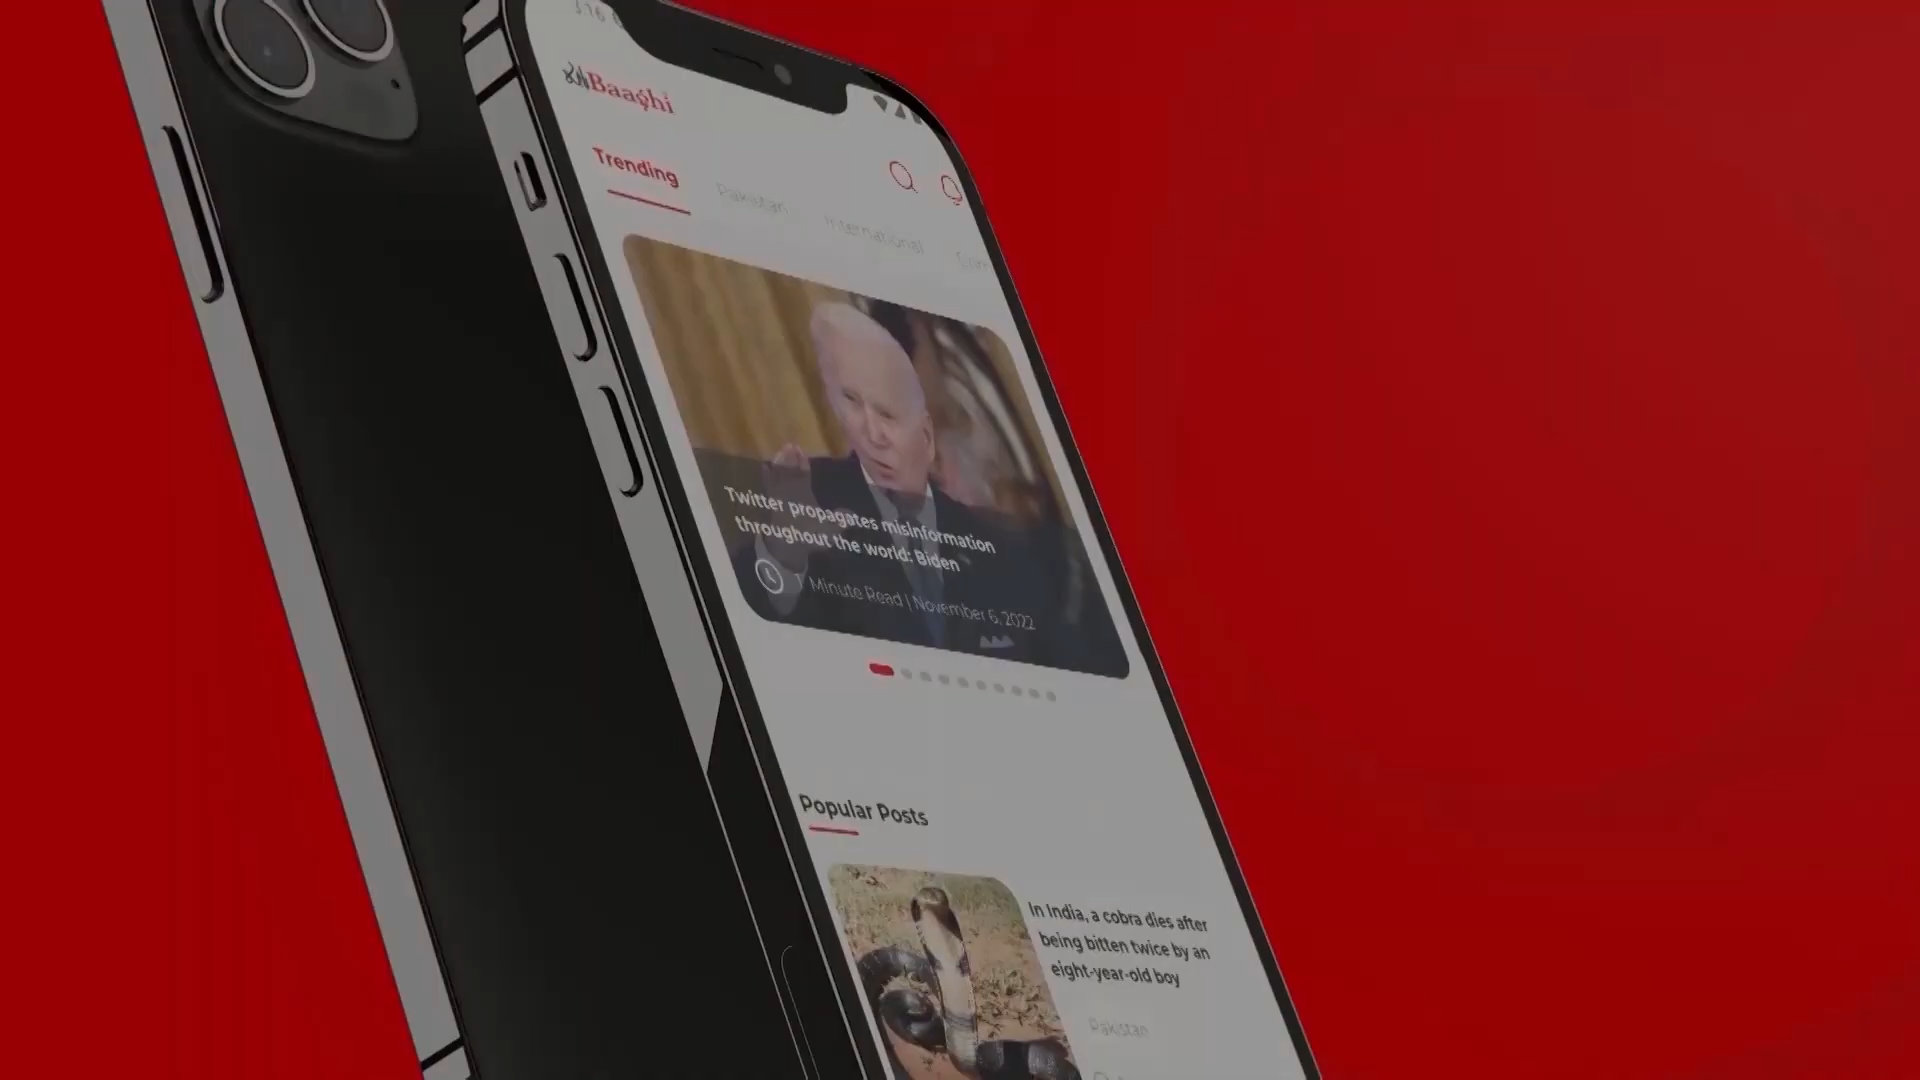 Baaghi
Trending
Pakistan
International
Twitter propagates misinformation
throughout the world: Biden
1 Minute Read | November 6, 2022
Popular Posts
In India, a cobra dies after
being bitten twice by an
eight-year-old boy
Pakistan